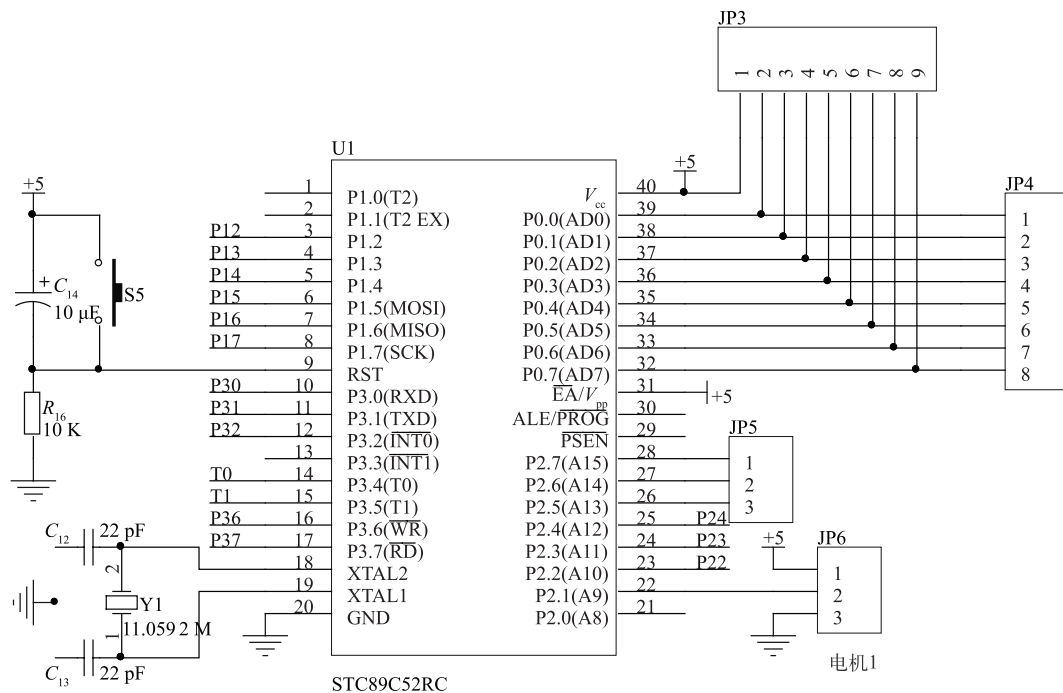 JP3
1 2 3 4 5 6 7 8 9
U1
+5
JP4
+5
1 P1.0(T2)
2 P1.1(T2 EX)
P12 3 P1.2
P13 4 P1.3
P14 5 P1.4
P15 6 P1.5(MOSI)
P16 7 P1.6(MISO)
P17 8 P1.7(SCK)
9 RST
P30 10 P3.0(RXD)
P31 11 P3.1(TXD)
P32 12 P3.2(INT0)
13 P3.3(INT1)
T0 14 P3.4(T0)
T1 15 P3.5(T1)
P36 16 P3.6(WR)
P37 17 P3.7(RD)
18 XTAL2
19 XTAL1
20 GND
Vcc 40
P0.0(AD0) 39 1
P0.1(AD1) 38 2
P0.2(AD2) 37 3
P0.3(AD3) 36 4
P0.4(AD4) 35 5
P0.5(AD5) 34 6
P0.6(AD6) 33 7
P0.7(AD7) 32 8
EA/Vpp 31 +5
ALE/PROG 30
PSEN 29
P2.7(A15) 28
P2.6(A14) 27
P2.5(A13) 26
P2.4(A12) 25 P24
P2.3(A11) 24 P23
P2.2(A10) 23 P22
P2.1(A9) 22
P2.0(A8) 21
JP5
1
2
3
+5
JP6
1
2
3
电机1
+ C14
10 μF
S5
R16
10 K
C12 22 pF
2
Y1
11.059 2 M
1
C13 22 pF
STC89C52RC